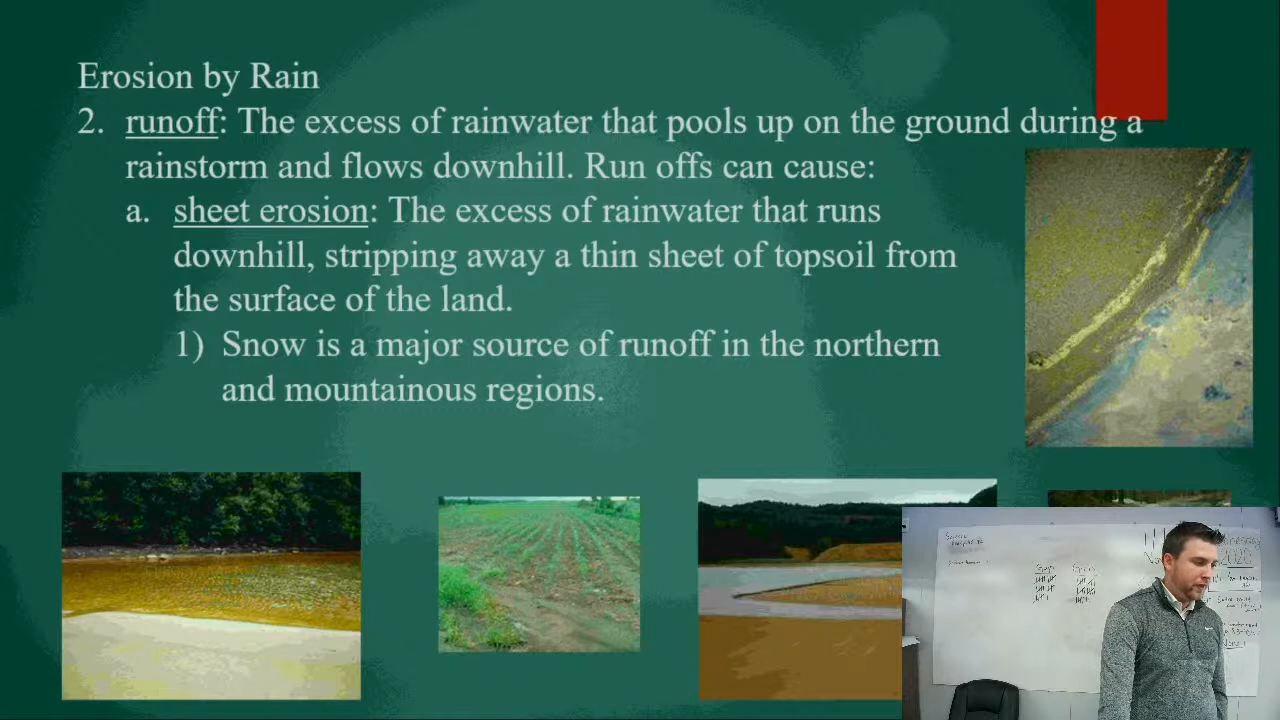 Erosion by Rain
2. runoff: The excess of rainwater that pools up on the ground during a
rainstorm and flows downhill. Run offs can cause:
a. sheet erosion: The excess of rainwater that runs
downhill, stripping away a thin sheet of topsoil from
the surface of the land.
1) Snow is a major source of runoff in the northern
and mountainous regions.